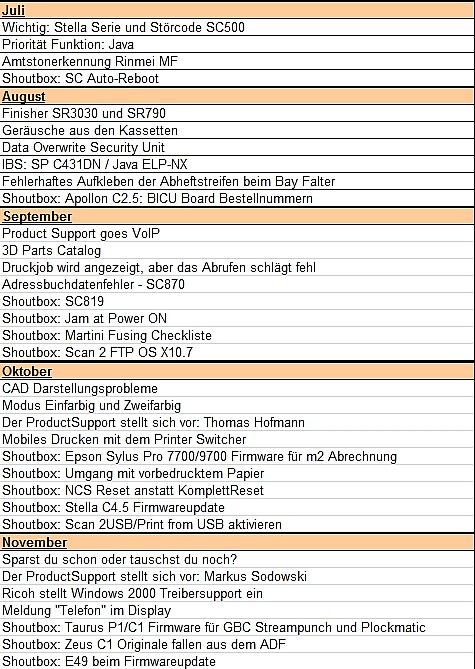 Juli
Wichtig: Stella Serie und Störcode SC500
Priorität Funktion: Java
Amtstonerkennung Rinmei MF
Shoutbox: SC Auto-Reboot
August
Finisher SR3030 und SR790
Geräusche aus den Kassetten
Data Overwrite Security Unit
IBS: SP C431DN / Java ELP-NX
Fehlerhaftes Aufkleben der Abheftstreifen beim Bay Falter
Shoutbox: Apollon C2.5: BICU Board Bestellnummern
September
Product Support goes VoIP
3D Parts Catalog
Druckjob wird angezeigt, aber das Abrufen schlägt fehl
Adressbuchdatenfehler - SC870
Shoutbox: SC819
Shoutbox: Jam at Power ON
Shoutbox: Martini Fusing Checkliste
Shoutbox: Scan 2 FTP OS X10.7
Oktober
CAD Darstellungsprobleme
Modus Einfarbig und Zweifarbig
Der ProductSupport stellt sich vor: Thomas Hofmann
Mobiles Drucken mit dem Printer Switcher
Shoutbox: Epson Sylus Pro 7700/9700 Firmware für m2 Abrechnung
Shoutbox: Umgang mit vorbedrucktem Papier
Shoutbox: NCS Reset anstatt KomplettReset
Shoutbox: Stella C4.5 Firmwareupdate
Shoutbox: Scan 2USB/Print from USB aktivieren
November
Sparst du schon oder tauschst du noch?
Der ProductSupport stellt sich vor: Markus Sodowski
Ricoh stellt Windows 2000 Treibersupport ein
Meldung "Telefon" im Display
Shoutbox: Taurus P1/C1 Firmware für GBC Streampunch und Plockmatic
Shoutbox: Zeus C1 Originale fallen aus dem ADF
Shoutbox: E49 beim Firmwareupdate